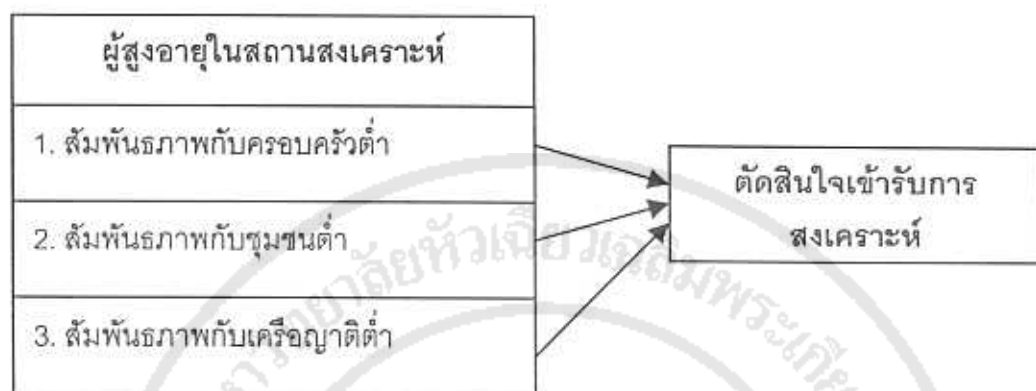 ผู้สูงอายุในสถานสงเคราะห์
1. สัมพันธภาพกับครอบครัวต่ำ
2. สัมพันธภาพกับชุมชนต่ำ
3. สัมพันธภาพกับเครือญาติต่ำ
ตัดสินใจเข้ารับการ
สงเคราะห์